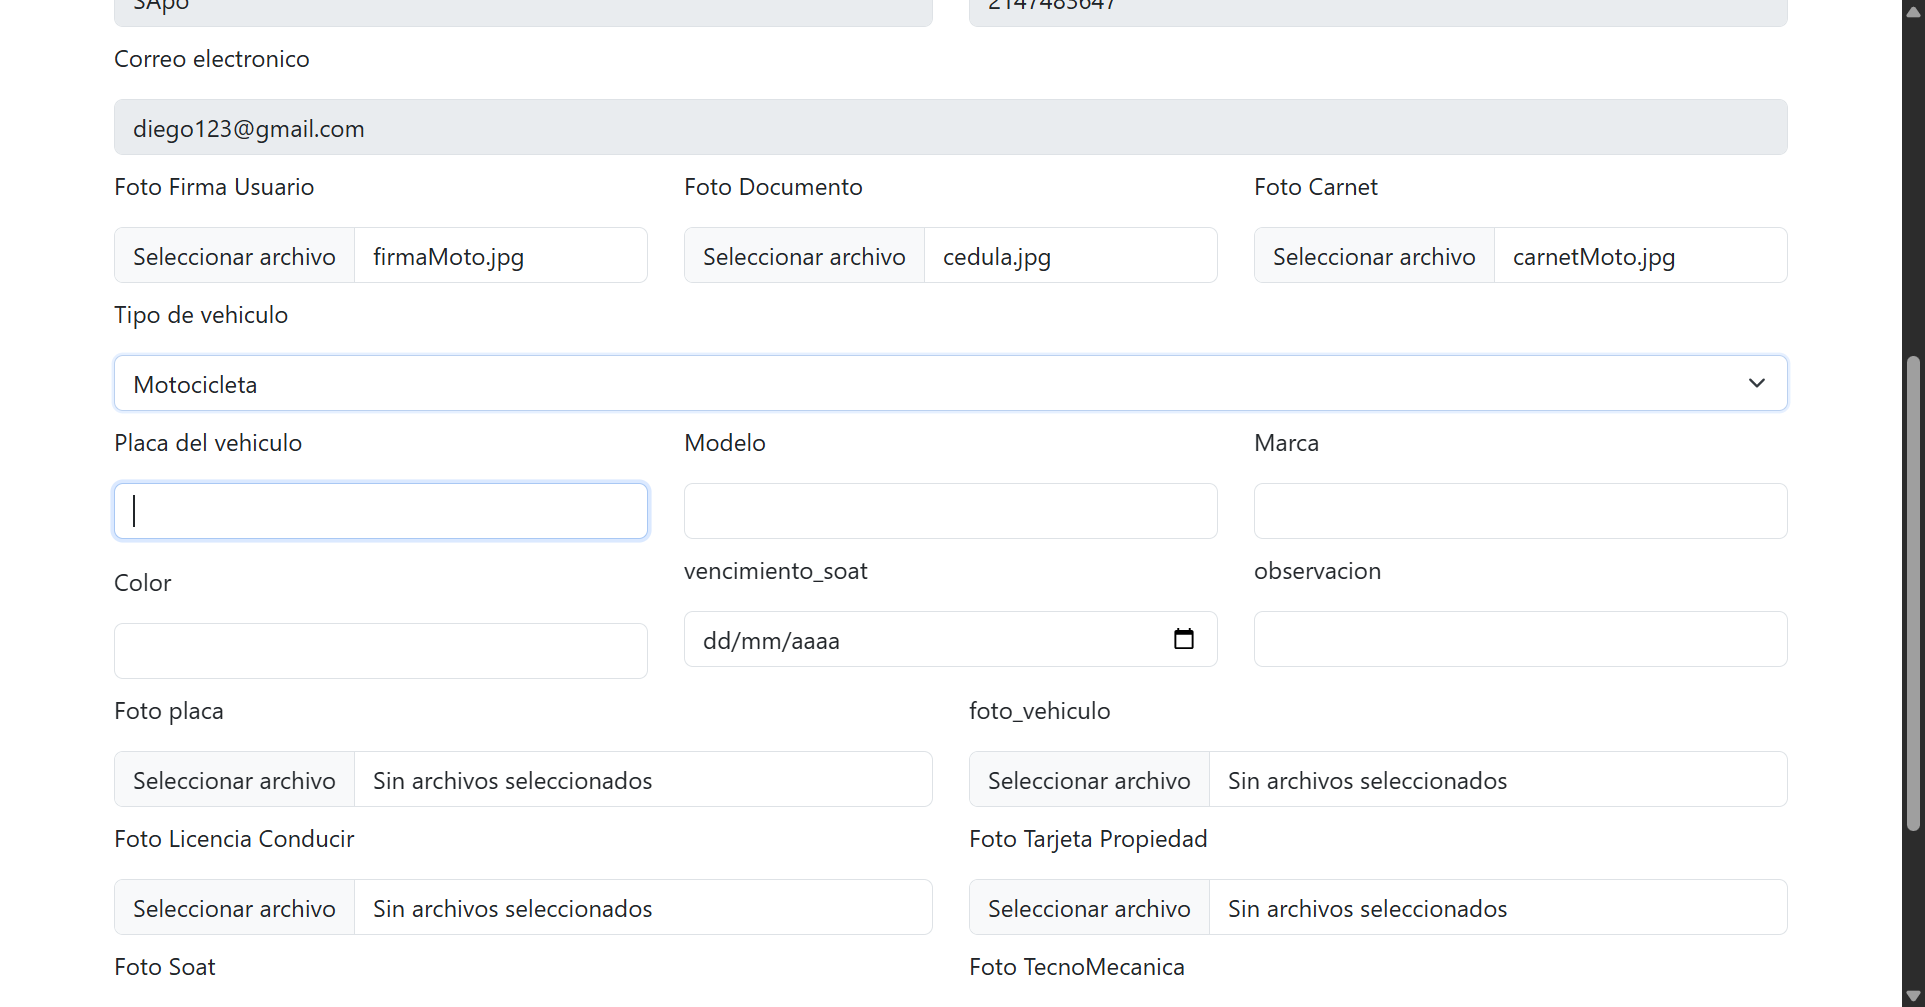 SApo 2147483647
Correo electronico
diego123@gmail.com
Foto Firma Usuario Foto Documento Foto Carnet
Seleccionar archivo firmaMoto.jpg Seleccionar archivo cedula.jpg Seleccionar archivo carnetMoto.jpg
Tipo de vehiculo
Motocicleta
Placa del vehiculo Modelo Marca
Color vencimiento_soat observacion
dd/mm/aaaa
Foto placa foto_vehiculo
Seleccionar archivo Sin archivos seleccionados Seleccionar archivo Sin archivos seleccionados
Foto Licencia Conducir Foto Tarjeta Propiedad
Seleccionar archivo Sin archivos seleccionados Seleccionar archivo Sin archivos seleccionados
Foto Soat Foto TecnoMecanica